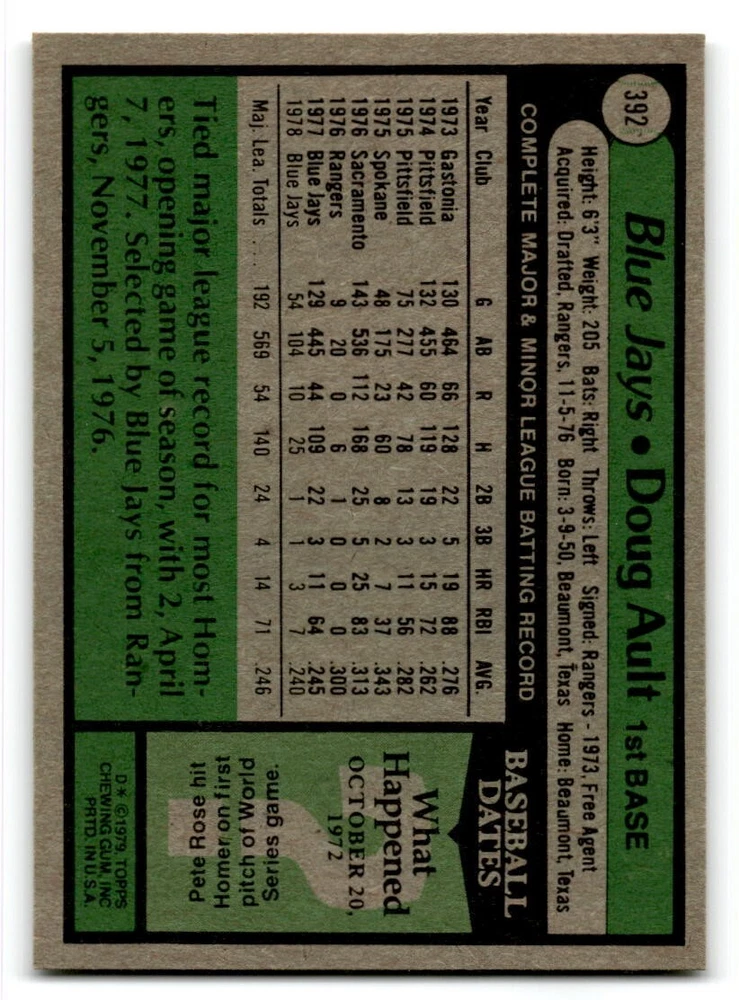 392
Blue Jays • Doug Ault 1st BASE
Height: 6'3" Weight: 205 Bats: Right Throws: Left Signed: Rangers - 1973, Free Agent
Acquired: Drafted, Rangers, 11-5-76 Born: 3-9-50, Beaumont, Texas Home: Beaumont, Texas
COMPLETE MAJOR & MINOR LEAGUE BATTING RECORD
Year Club G AB R H 2B 3B HR RBI AVG.
1973 Gastonia 130 464 66 128 22 5 19 88 .276
1974 Pittsfield 132 455 60 119 19 3 15 72 .262
1975 Pittsfield 75 277 42 78 13 3 11 56 .282
1975 Spokane 48 175 23 60 8 2 7 37 .343
1976 Sacramento 143 536 112 168 25 5 25 83 .313
1976 Rangers 9 20 0 6 1 0 0 0 .300
1977 Blue Jays 129 445 44 109 22 3 11 64 .245
1978 Blue Jays 54 104 10 25 1 1 3 7 .240
Maj. Lea. Totals .... 192 569 54 140 24 4 14 71 .246
Tied major league record for most Hom-
ers, opening game of season, with 2, April
7, 1977. Selected by Blue Jays from Ran-
gers, November 5, 1976.
BASEBALL
DATES
What
Happened
OCTOBER 20,
1972
Pete Rose hit
Homer on first
pitch of World
Series game.
D* ©1979, TOPPS
CHEWING GUM, INC
PRTD. IN U.S.A.